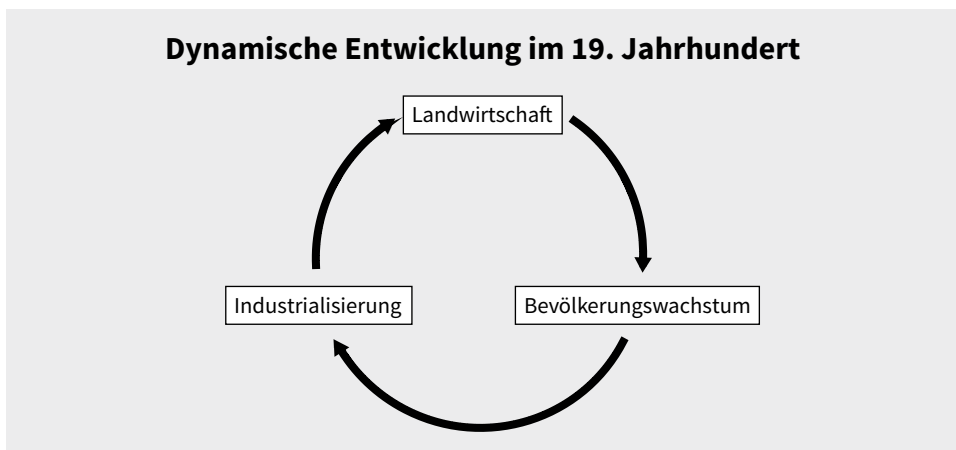 Dynamische Entwicklung im 19. Jahrhundert
Landwirtschaft
Industrialisierung
Bevölkerungswachstum